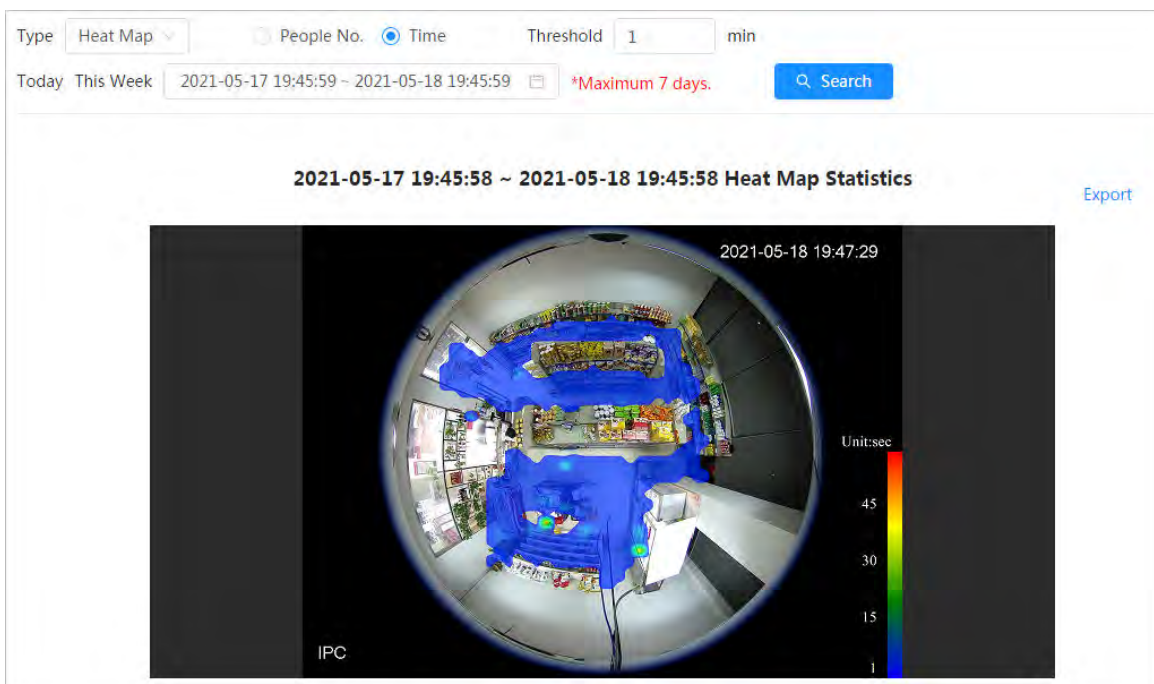 Type Heat Map People No. Time Threshold 1 min
Today This Week 2021-05-17 19:45:59 ~ 2021-05-18 19:45:59 *Maximum 7 days. Search
2021-05-17 19:45:58 ~ 2021-05-18 19:45:58 Heat Map Statistics
Export
2021-05-18 19:47:29
Unit:sec
45
30
15
IPC
1